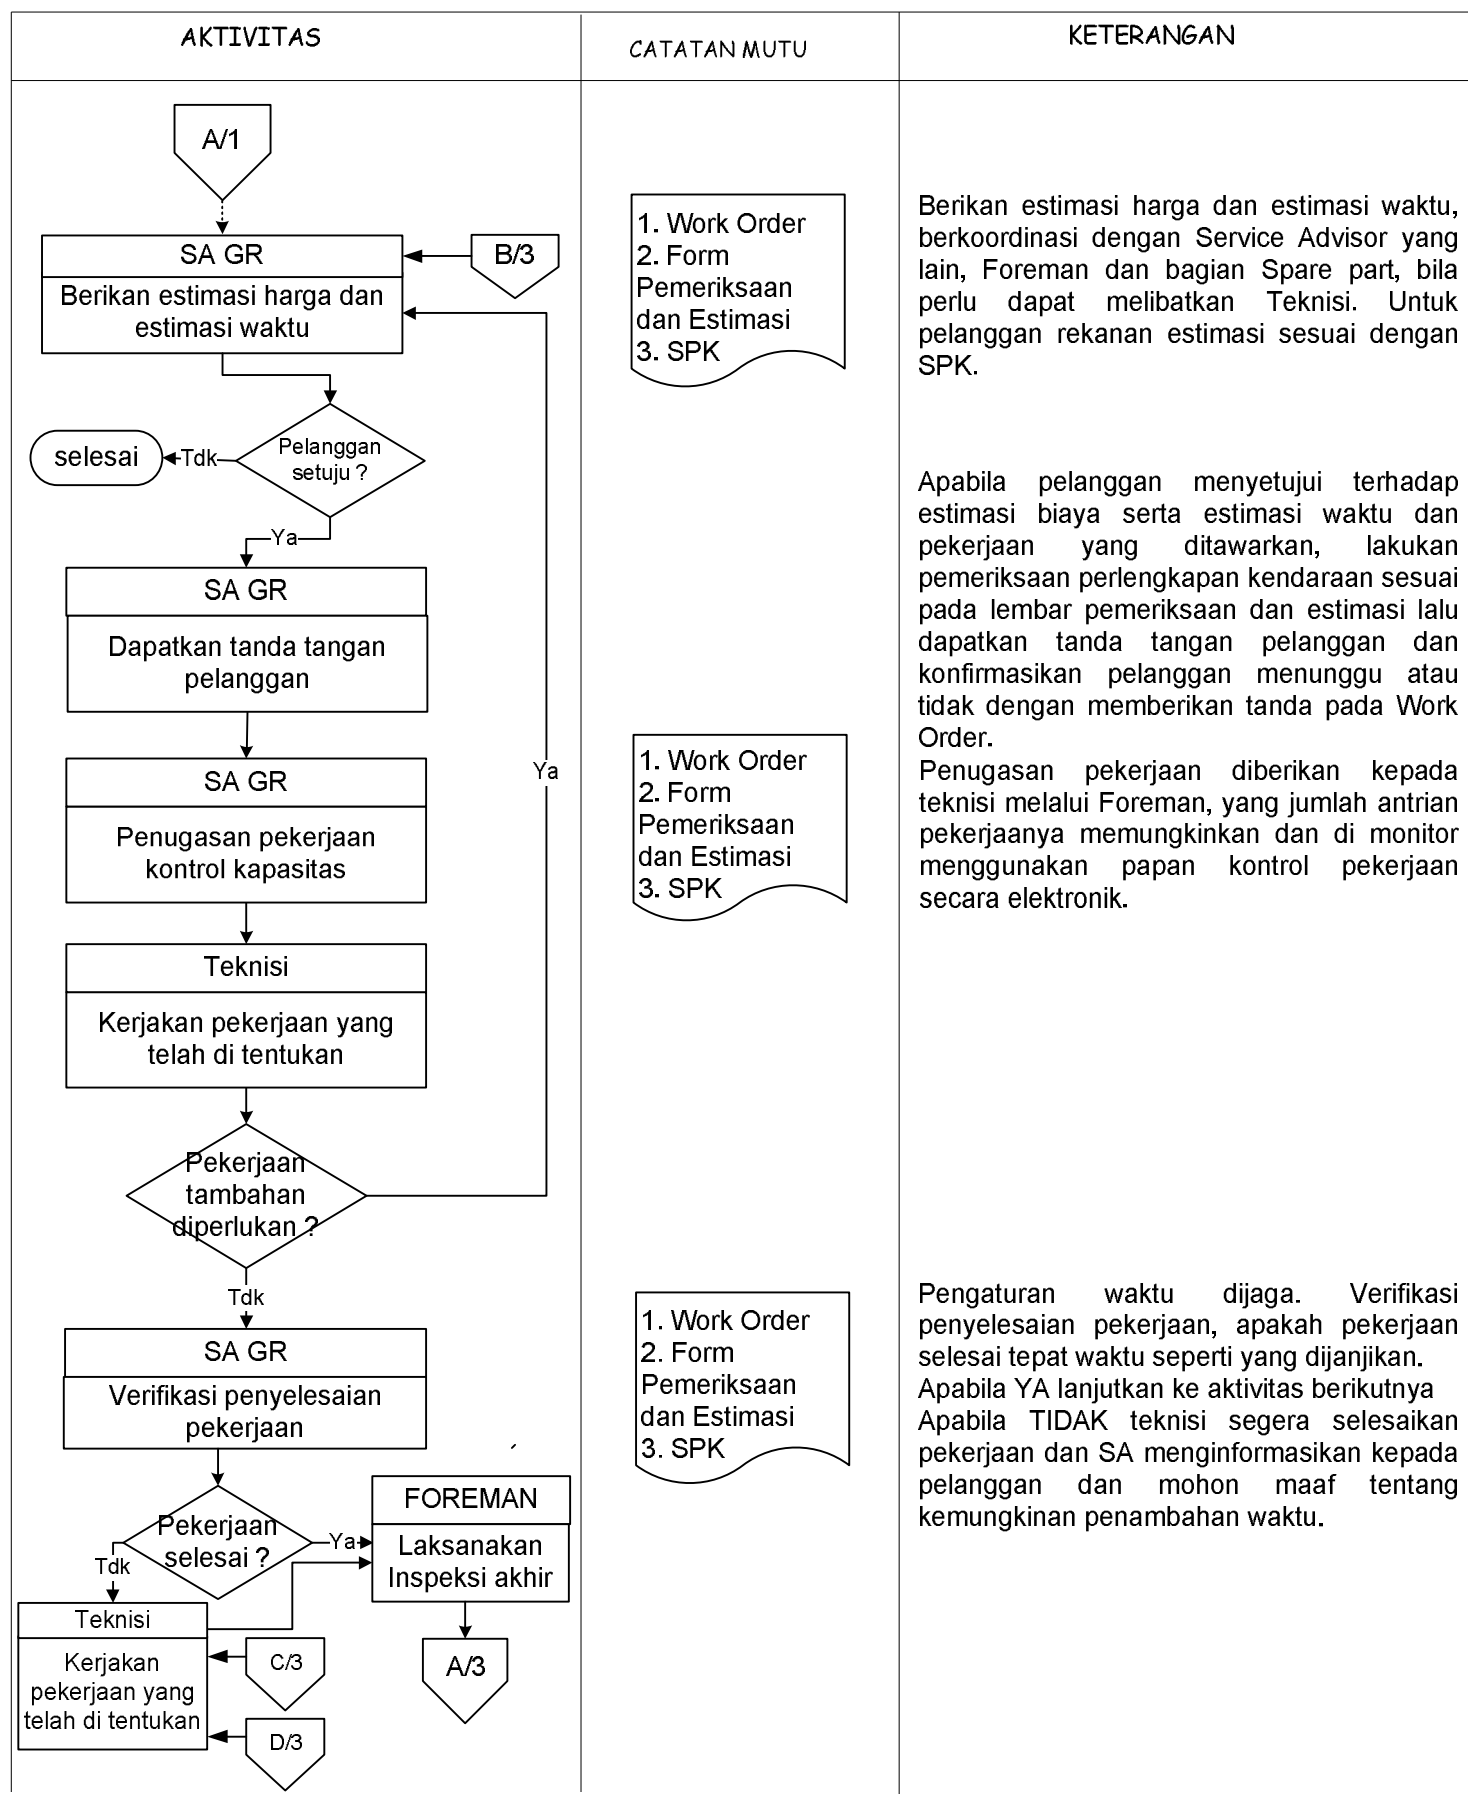 AKTIVITAS
CATATAN MUTU
KETERANGAN
A/1
SA GR
Berikan estimasi harga dan
estimasi waktu
B/3
Pelanggan
setuju ?
Tdk
selesai
Ya
SA GR
Dapatkan tanda tangan
pelanggan
SA GR
Penugasan pekerjaan
kontrol kapasitas
Teknisi
Kerjakan pekerjaan yang
telah di tentukan
Pekerjaan
tambahan
diperlukan ?
Ya
Tdk
SA GR
Verifikasi penyelesaian
pekerjaan
Pekerjaan
selesai ?
Ya
Tdk
FOREMAN
Laksanakan
Inspeksi akhir
A/3
Teknisi
Kerjakan
pekerjaan yang
telah di tentukan
C/3
D/3
1. Work Order
2. Form
Pemeriksaan
dan Estimasi
3. SPK
1. Work Order
2. Form
Pemeriksaan
dan Estimasi
3. SPK
1. Work Order
2. Form
Pemeriksaan
dan Estimasi
3. SPK
Berikan estimasi harga dan estimasi waktu,
berkoordinasi dengan Service Advisor yang
lain, Foreman dan bagian Spare part, bila
perlu dapat melibatkan Teknisi. Untuk
pelanggan rekanan estimasi sesuai dengan
SPK.
Apabila pelanggan menyetujui terhadap
estimasi biaya serta estimasi waktu dan
pekerjaan yang ditawarkan, lakukan
pemeriksaan perlengkapan kendaraan sesuai
pada lembar pemeriksaan dan estimasi lalu
dapatkan tanda tangan pelanggan dan
konfirmasikan pelanggan menunggu atau
tidak dengan memberikan tanda pada Work
Order.
Penugasan pekerjaan diberikan kepada
teknisi melalui Foreman, yang jumlah antrian
pekerjaanya memungkinkan dan di monitor
menggunakan papan kontrol pekerjaan
secara elektronik.
Pengaturan waktu dijaga. Verifikasi
penyelesaian pekerjaan, apakah pekerjaan
selesai tepat waktu seperti yang dijanjikan.
Apabila YA lanjutkan ke aktivitas berikutnya
Apabila TIDAK teknisi segera selesaikan
pekerjaan dan SA menginformasikan kepada
pelanggan dan mohon maaf tentang
kemungkinan penambahan waktu.